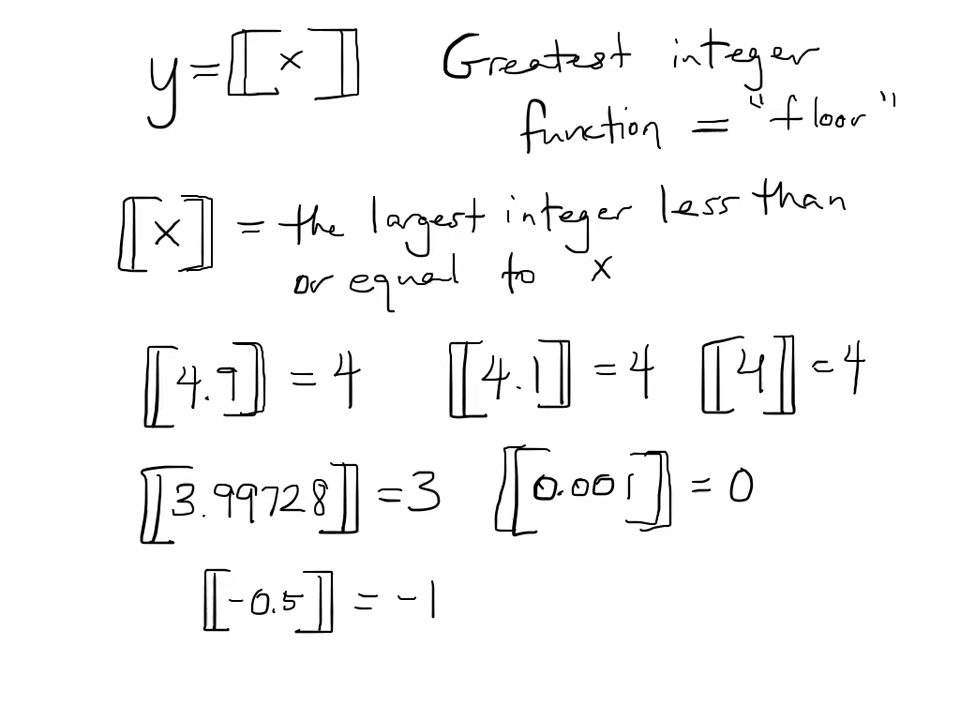 y = ⟦x⟧ Greatest integer
function = "floor"
⟦x⟧ = the largest integer less than
or equal to x
⟦4.9⟧ = 4 ⟦4.1⟧ = 4 ⟦4⟧ = 4
⟦3.99728⟧ = 3 ⟦0.001⟧ = 0
⟦-0.5⟧ = -1